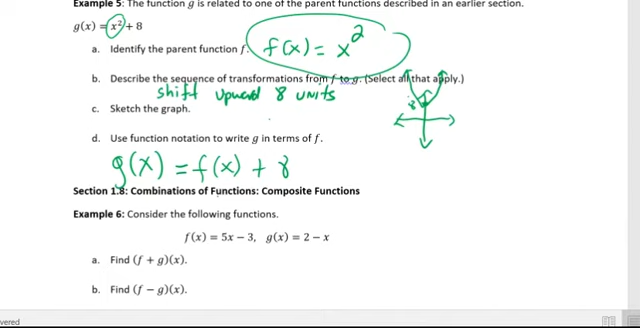 Example 5: The function g is related to one of the parent functions described in an earlier section.
g(x) = x² + 8
a. Identify the parent function f. f(x) = x²
b. Describe the sequence of transformations from f to g. (Select all that apply.)
shift upward 8 units
8
c. Sketch the graph.
d. Use function notation to write g in terms of f.
g(x) = f(x) + 8
Section 1.8: Combinations of Functions: Composite Functions
Example 6: Consider the following functions.
f(x) = 5x − 3, g(x) = 2 − x
a. Find (f + g)(x).
b. Find (f − g)(x).
vered